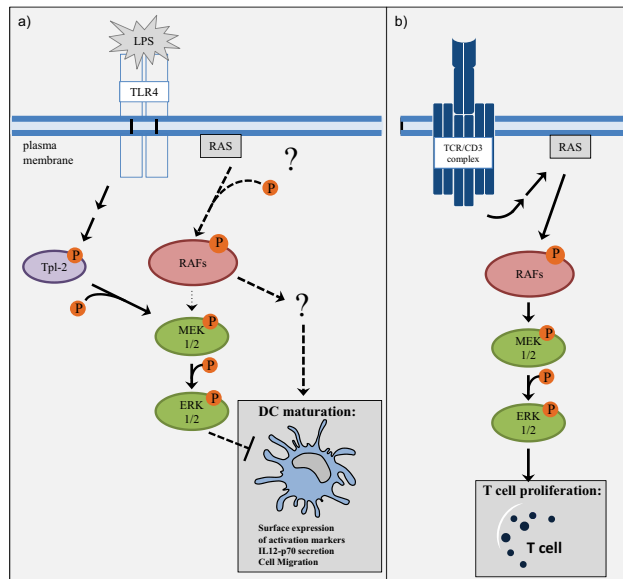 a)
LPS
TLR4
plasma
membrane
RAS
?
P
P
Tpl-2
P
P
RAFs
?
P
MEK
1/2
P
P
ERK
1/2
DC maturation:
Surface expression
of activation markers
IL12-p70 secretion
Cell Migration
b)
TCR/CD3
complex
RAS
P
RAFs
P
MEK
1/2
P
P
ERK
1/2
T cell proliferation:
T cell